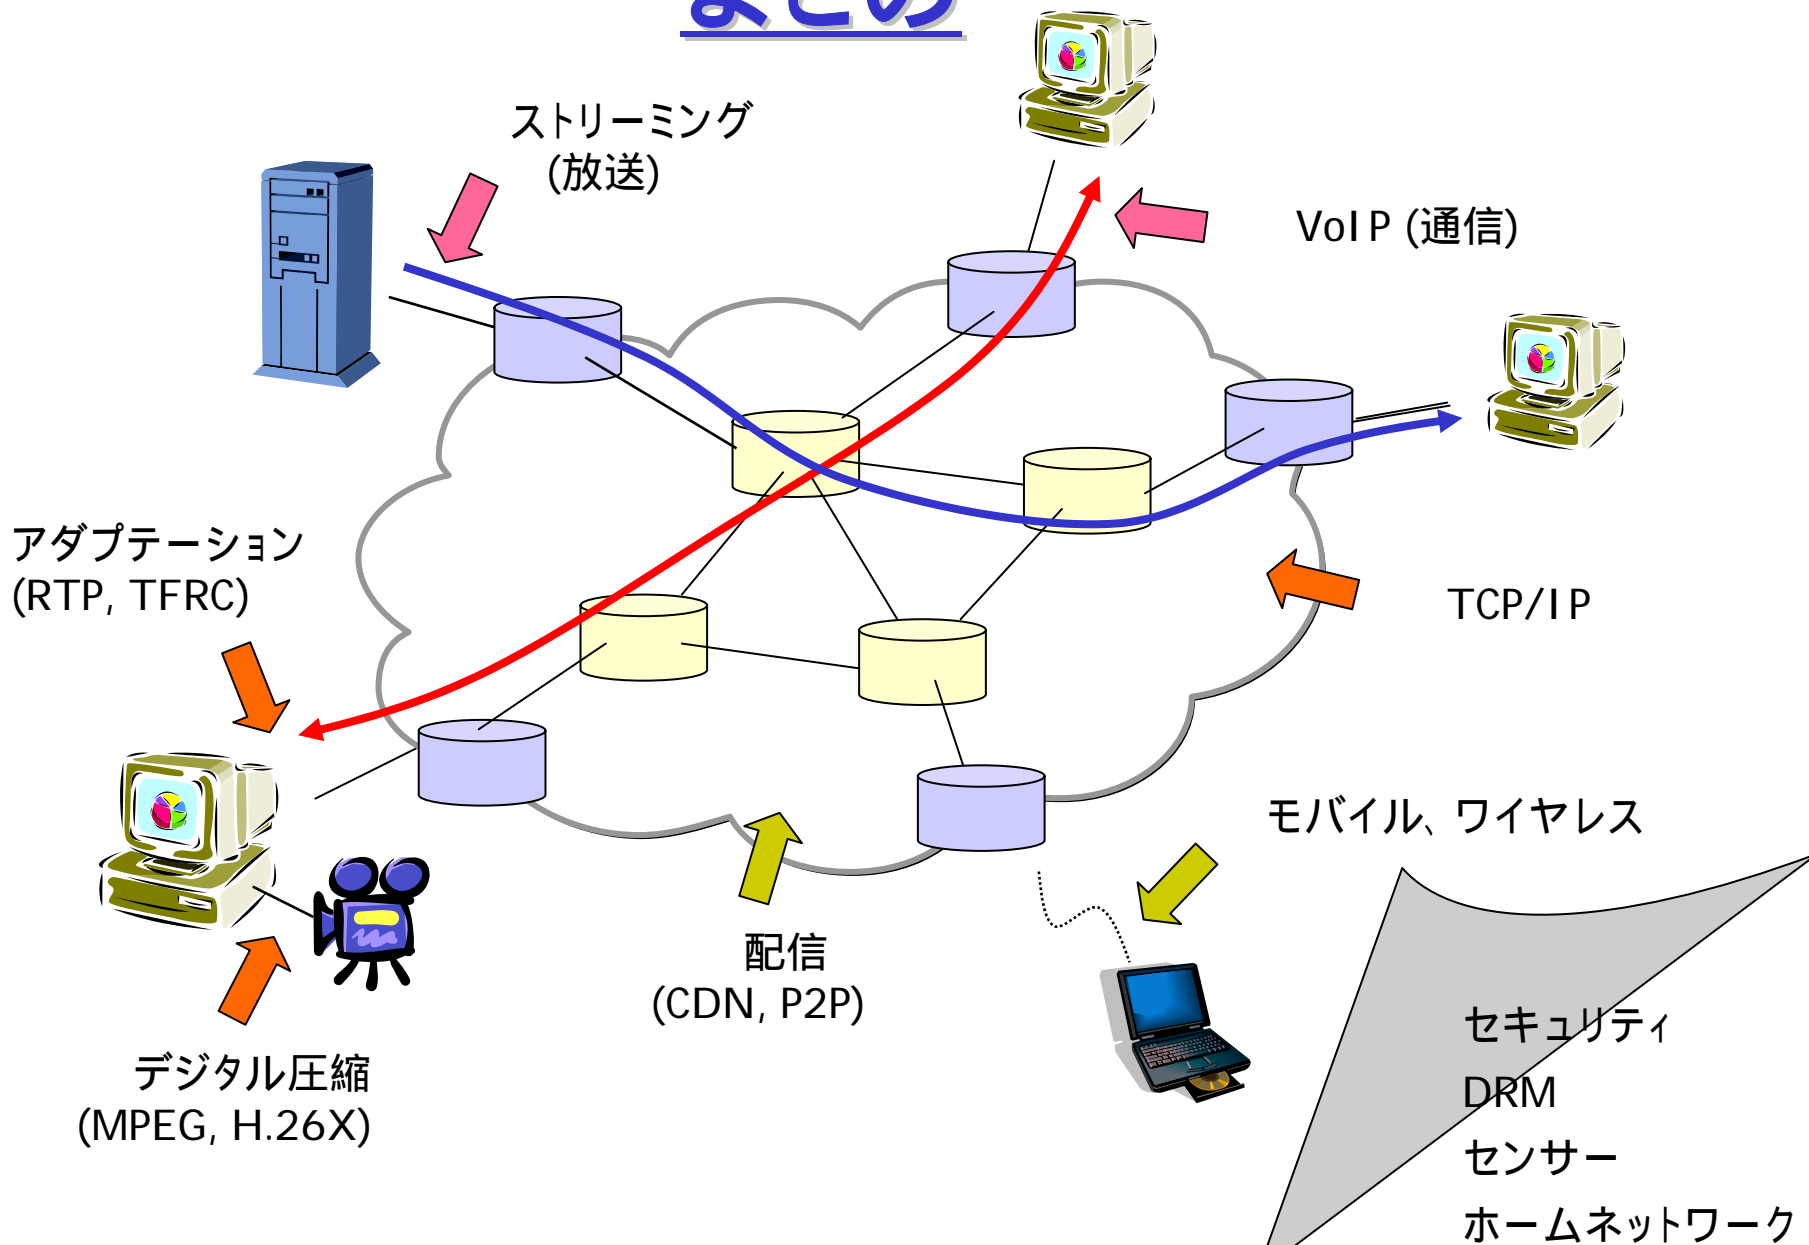 まとめ
ストリーミング
(放送)
VoIP (通信)
アダプテーション
(RTP, TFRC)
TCP/IP
モバイル、ワイヤレス
配信
(CDN, P2P)
デジタル圧縮
(MPEG, H.26X)
セキュリティ
DRM
センサー
ホームネットワーク